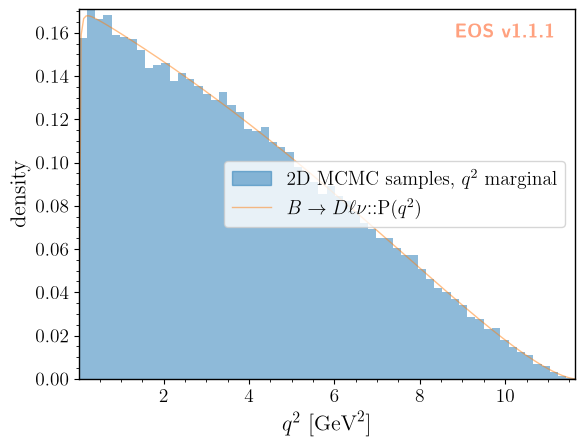 EOS v1.1.1
0.16
0.14
0.12
0.10
0.08
0.06
0.04
0.02
0.00
density
2D MCMC samples, q² marginal
B → Dℓν::P(q²)
2 4 6 8 10
q² [GeV²]